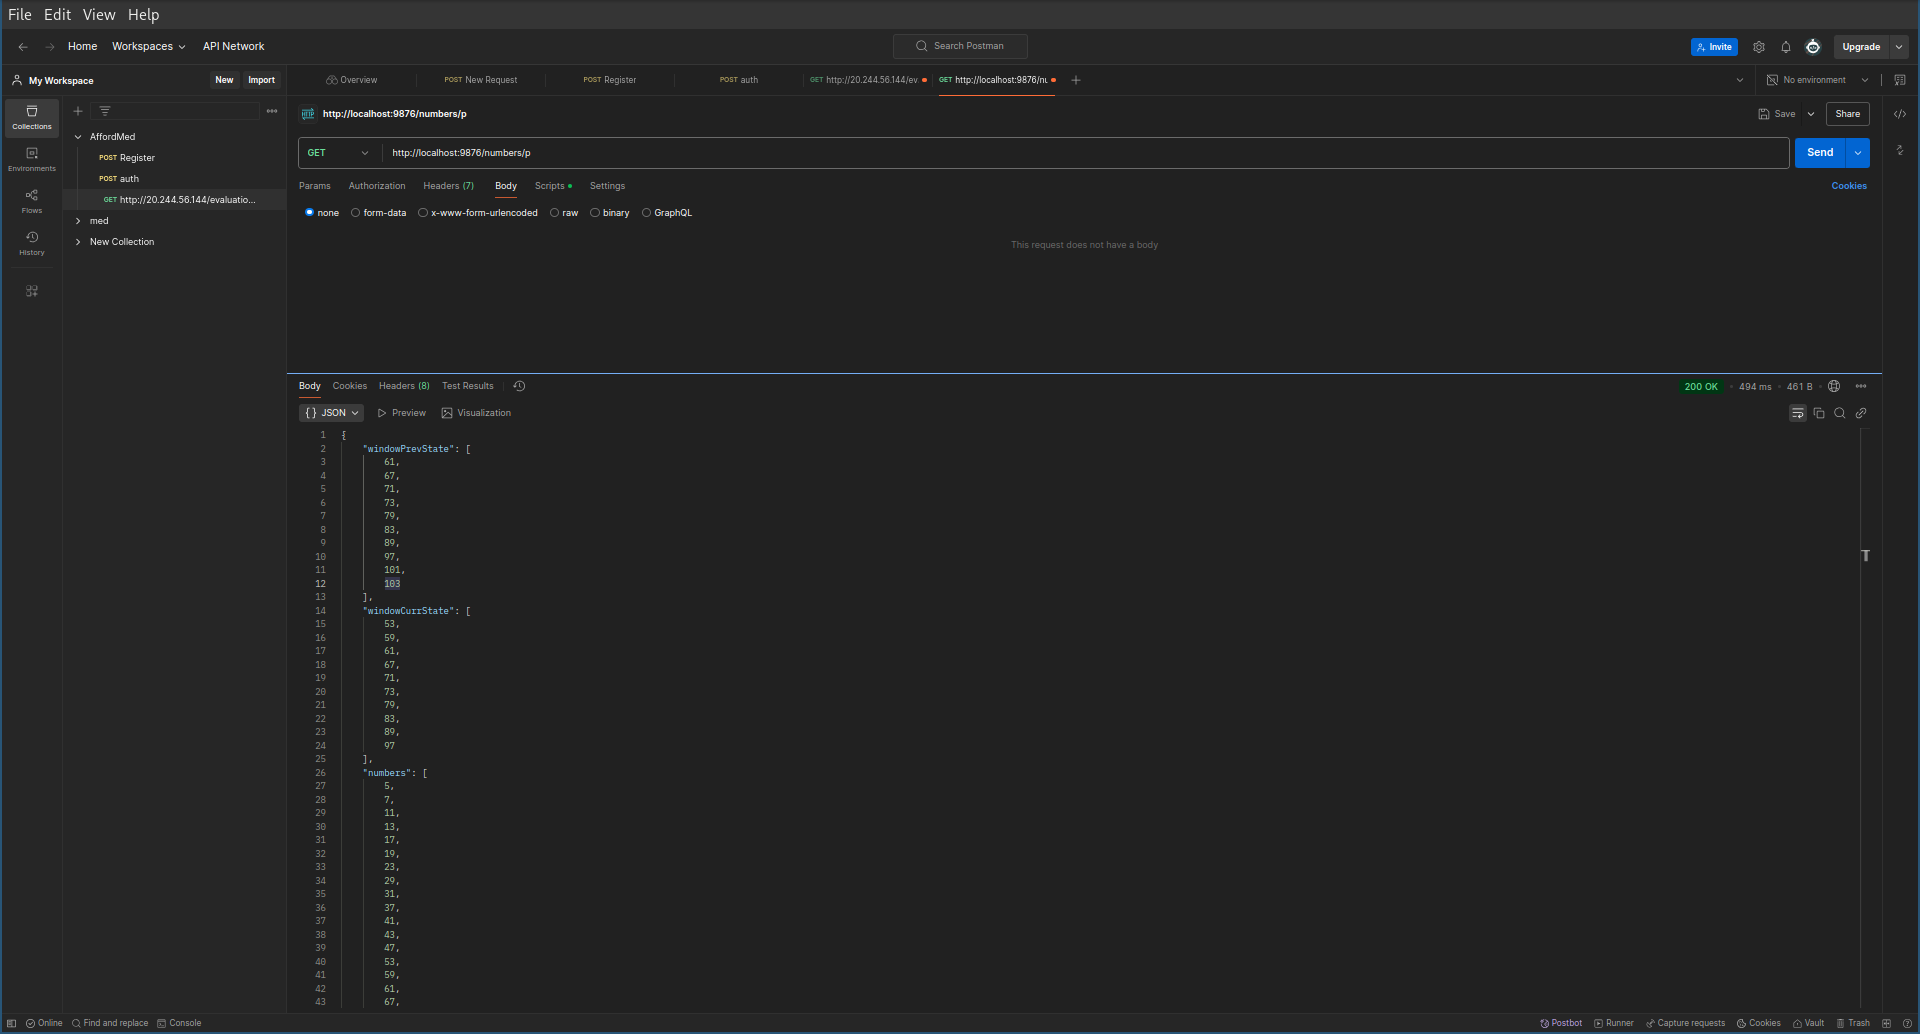 File Edit View Help
Home Workspaces API Network Search Postman Invite Upgrade
My Workspace New Import Overview POST New Request POST Register POST auth GET http://20.244.56.144/ev GET http://localhost:9876/nu No environment
Collections
Environments
Flows
History
AffordMed
POST Register
POST auth
GET http://20.244.56.144/evaluatio...
med
New Collection
HTTP http://localhost:9876/numbers/p Save Share
GET http://localhost:9876/numbers/p Send
Params Authorization Headers (7) Body Scripts Settings Cookies
none form-data x-www-form-urlencoded raw binary GraphQL
This request does not have a body
Body Cookies Headers (8) Test Results 200 OK • 494 ms • 461 B
{} JSON Preview Visualization
1 {
2 "windowPrevState": [
3 61,
4 67,
5 71,
6 73,
7 79,
8 83,
9 89,
10 97,
11 101,
12 103
13 ],
14 "windowCurrState": [
15 53,
16 59,
17 61,
18 67,
19 71,
20 73,
21 79,
22 83,
23 89,
24 97
25 ],
26 "numbers": [
27 5,
28 7,
29 11,
30 13,
31 17,
32 19,
33 23,
34 29,
35 31,
36 37,
37 41,
38 43,
39 47,
40 53,
41 59,
42 61,
43 67,
Online Find and replace Console Postbot Runner Capture requests Cookies Vault Trash